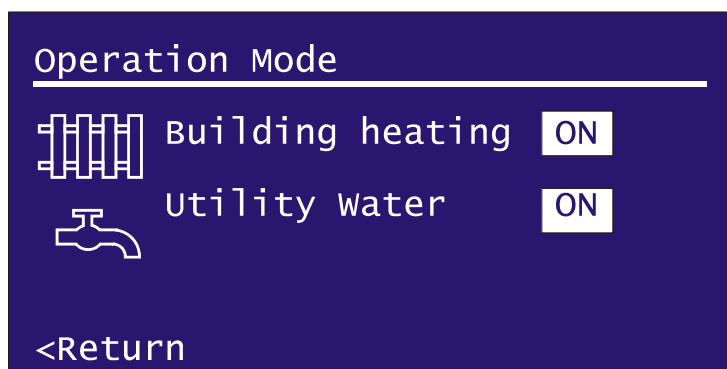 Operation Mode
Building heating ON
Utility Water ON
<Return